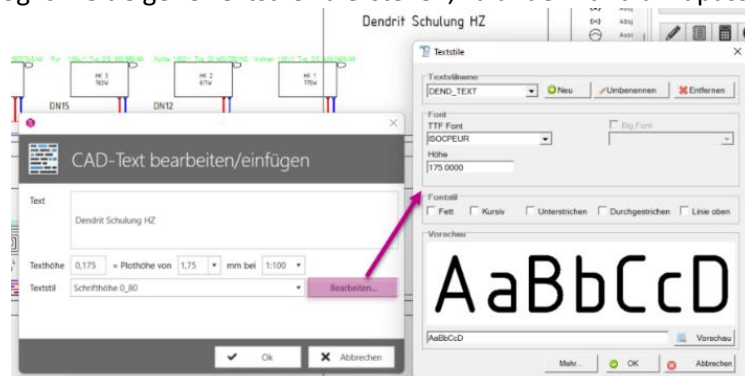 Dendrit Schulung HZ
HK 3
HK 2
HK 1
DN15
DN12
CAD-Text bearbeiten/einfügen
Text
Dendrit Schulung HZ
Texthöhe 0,175 = Plothöhe von 1,75 mm bei 1:100
Textstil Schrifthöhe 0_80 Bearbeiten...
Ok Abbrechen
Textstile
Textstilname
DEND_TEXT Neu Umbenennen Entfernen
Font
TTF Font Big Font
ISOCPEUR
Höhe
175.0000
Fontstil
Fett Kursiv Unterstrichen Durchgestrichen Linie oben
Vorschau
AaBbCcD
AaBbCcD Vorschau
Mehr... OK Abbrechen